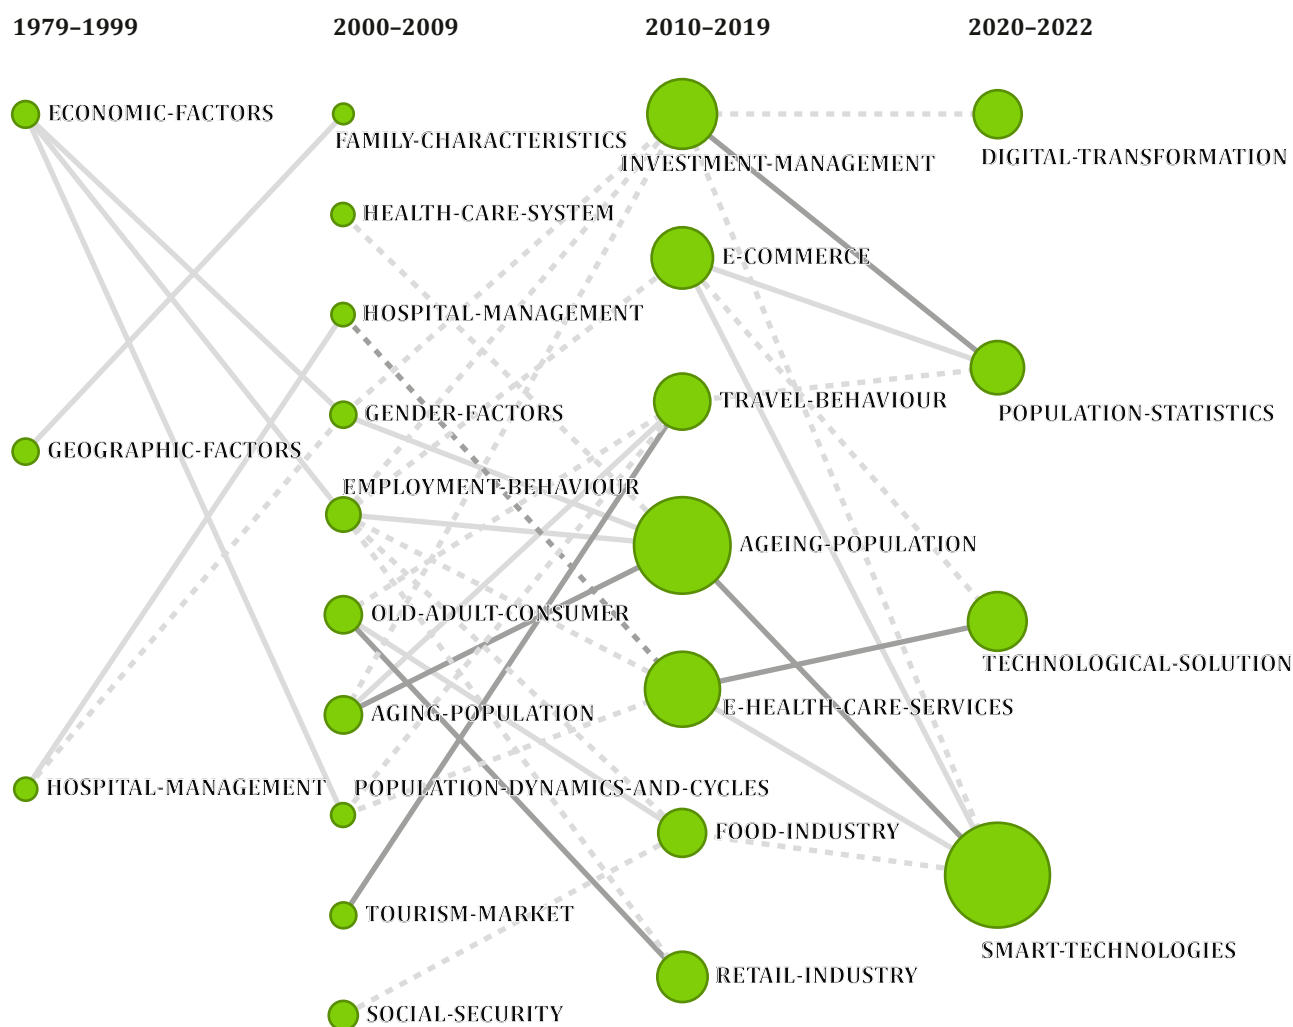 1979–1999
2000–2009
2010–2019
2020–2022
ECONOMIC-FACTORS
GEOGRAPHIC-FACTORS
HOSPITAL-MANAGEMENT
FAMILY-CHARACTERISTICS
HEALTH-CARE-SYSTEM
HOSPITAL-MANAGEMENT
GENDER-FACTORS
EMPLOYMENT-BEHAVIOUR
OLD-ADULT-CONSUMER
AGING-POPULATION
POPULATION-DYNAMICS-AND-CYCLES
TOURISM-MARKET
SOCIAL-SECURITY
INVESTMENT-MANAGEMENT
E-COMMERCE
TRAVEL-BEHAVIOUR
AGEING-POPULATION
E-HEALTH-CARE-SERVICES
FOOD-INDUSTRY
RETAIL-INDUSTRY
DIGITAL-TRANSFORMATION
POPULATION-STATISTICS
TECHNOLOGICAL-SOLUTION
SMART-TECHNOLOGIES